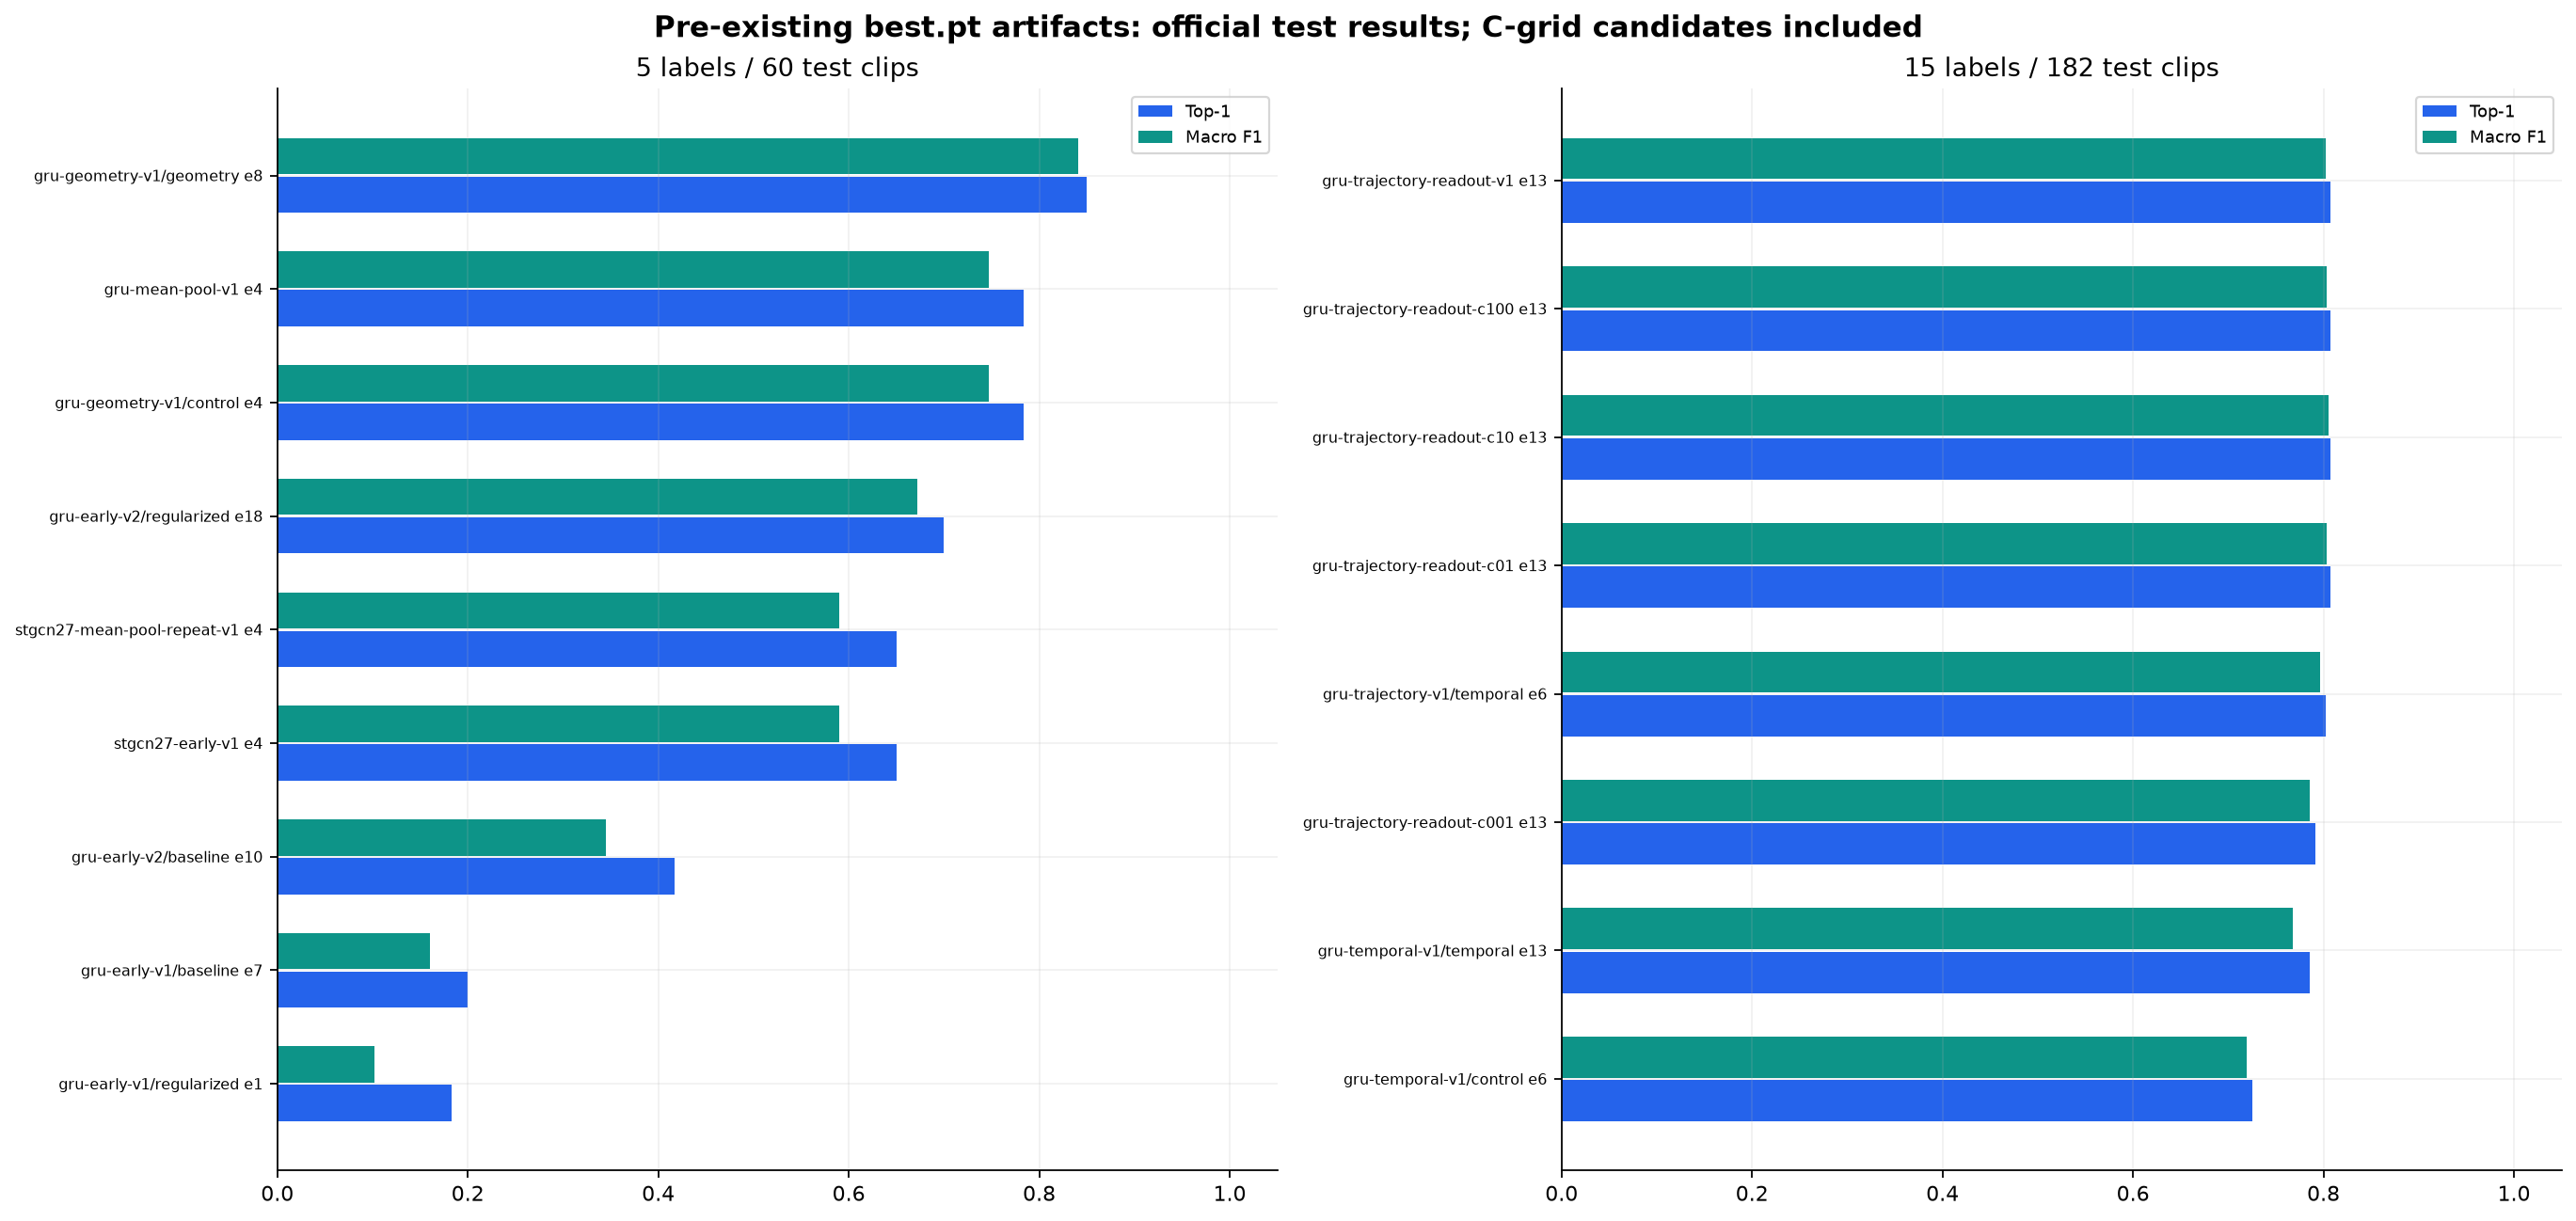 Pre-existing best.pt artifacts: official test results; C-grid candidates included
5 labels / 60 test clips
Top-1
Macro F1
gru-geometry-v1/geometry e8
gru-mean-pool-v1 e4
gru-geometry-v1/control e4
gru-early-v2/regularized e18
stgcn27-mean-pool-repeat-v1 e4
stgcn27-early-v1 e4
gru-early-v2/baseline e10
gru-early-v1/baseline e7
gru-early-v1/regularized e1
0.0 0.2 0.4 0.6 0.8 1.0
15 labels / 182 test clips
Top-1
Macro F1
gru-trajectory-readout-v1 e13
gru-trajectory-readout-c100 e13
gru-trajectory-readout-c10 e13
gru-trajectory-readout-c01 e13
gru-trajectory-v1/temporal e6
gru-trajectory-readout-c001 e13
gru-temporal-v1/temporal e13
gru-temporal-v1/control e6
0.0 0.2 0.4 0.6 0.8 1.0